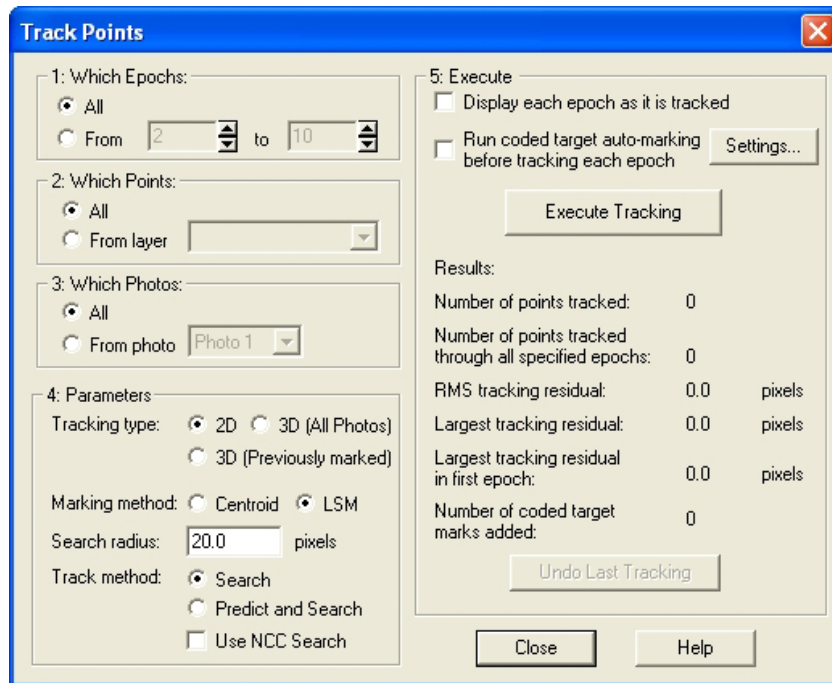 Track Points
1: Which Epochs:
All
From 2 to 10
2: Which Points:
All
From layer
3: Which Photos:
All
From photo Photo 1
4: Parameters
Tracking type: 2D 3D (All Photos)
3D (Previously marked)
Marking method: Centroid LSM
Search radius: 20.0 pixels
Track method: Search
Predict and Search
Use NCC Search
5: Execute
Display each epoch as it is tracked
Run coded target auto-marking
before tracking each epoch
Settings...
Execute Tracking
Results:
Number of points tracked: 0
Number of points tracked
through all specified epochs: 0
RMS tracking residual: 0.0 pixels
Largest tracking residual: 0.0 pixels
Largest tracking residual
in first epoch: 0.0 pixels
Number of coded target
marks added: 0
Undo Last Tracking
Close Help